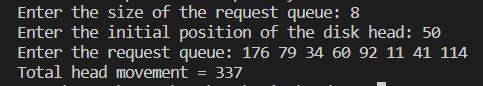 Enter the size of the request queue: 8
Enter the initial position of the disk head: 50
Enter the request queue: 176 79 34 60 92 11 41 114
Total head movement = 337